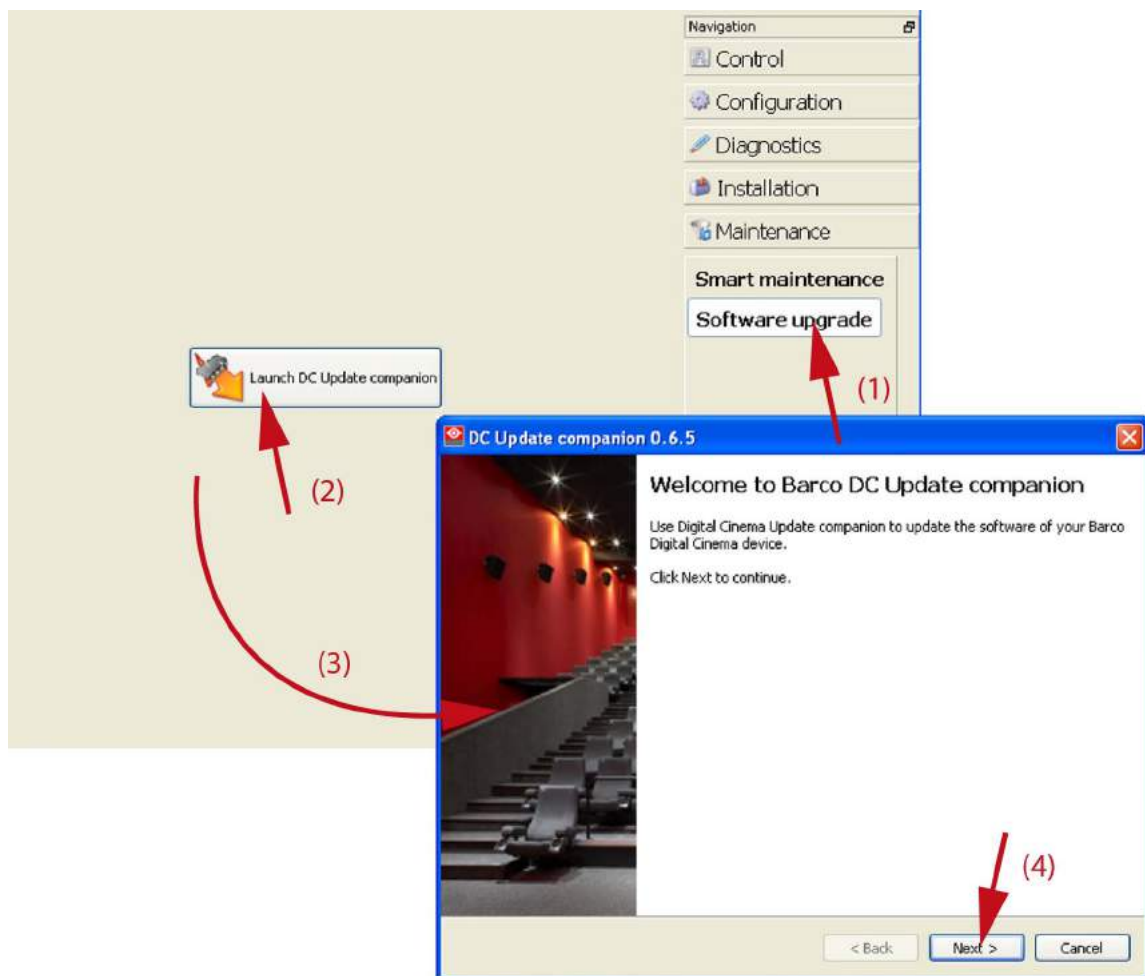 Navigation
Control
Configuration
Diagnostics
Installation
Maintenance
Smart maintenance
Software upgrade
(1)
Launch DC Update companion
(2)
(3)
DC Update companion 0.6.5
Welcome to Barco DC Update companion
Use Digital Cinema Update companion to update the software of your Barco
Digital Cinema device.
Click Next to continue.
(4)
< Back
Next >
Cancel